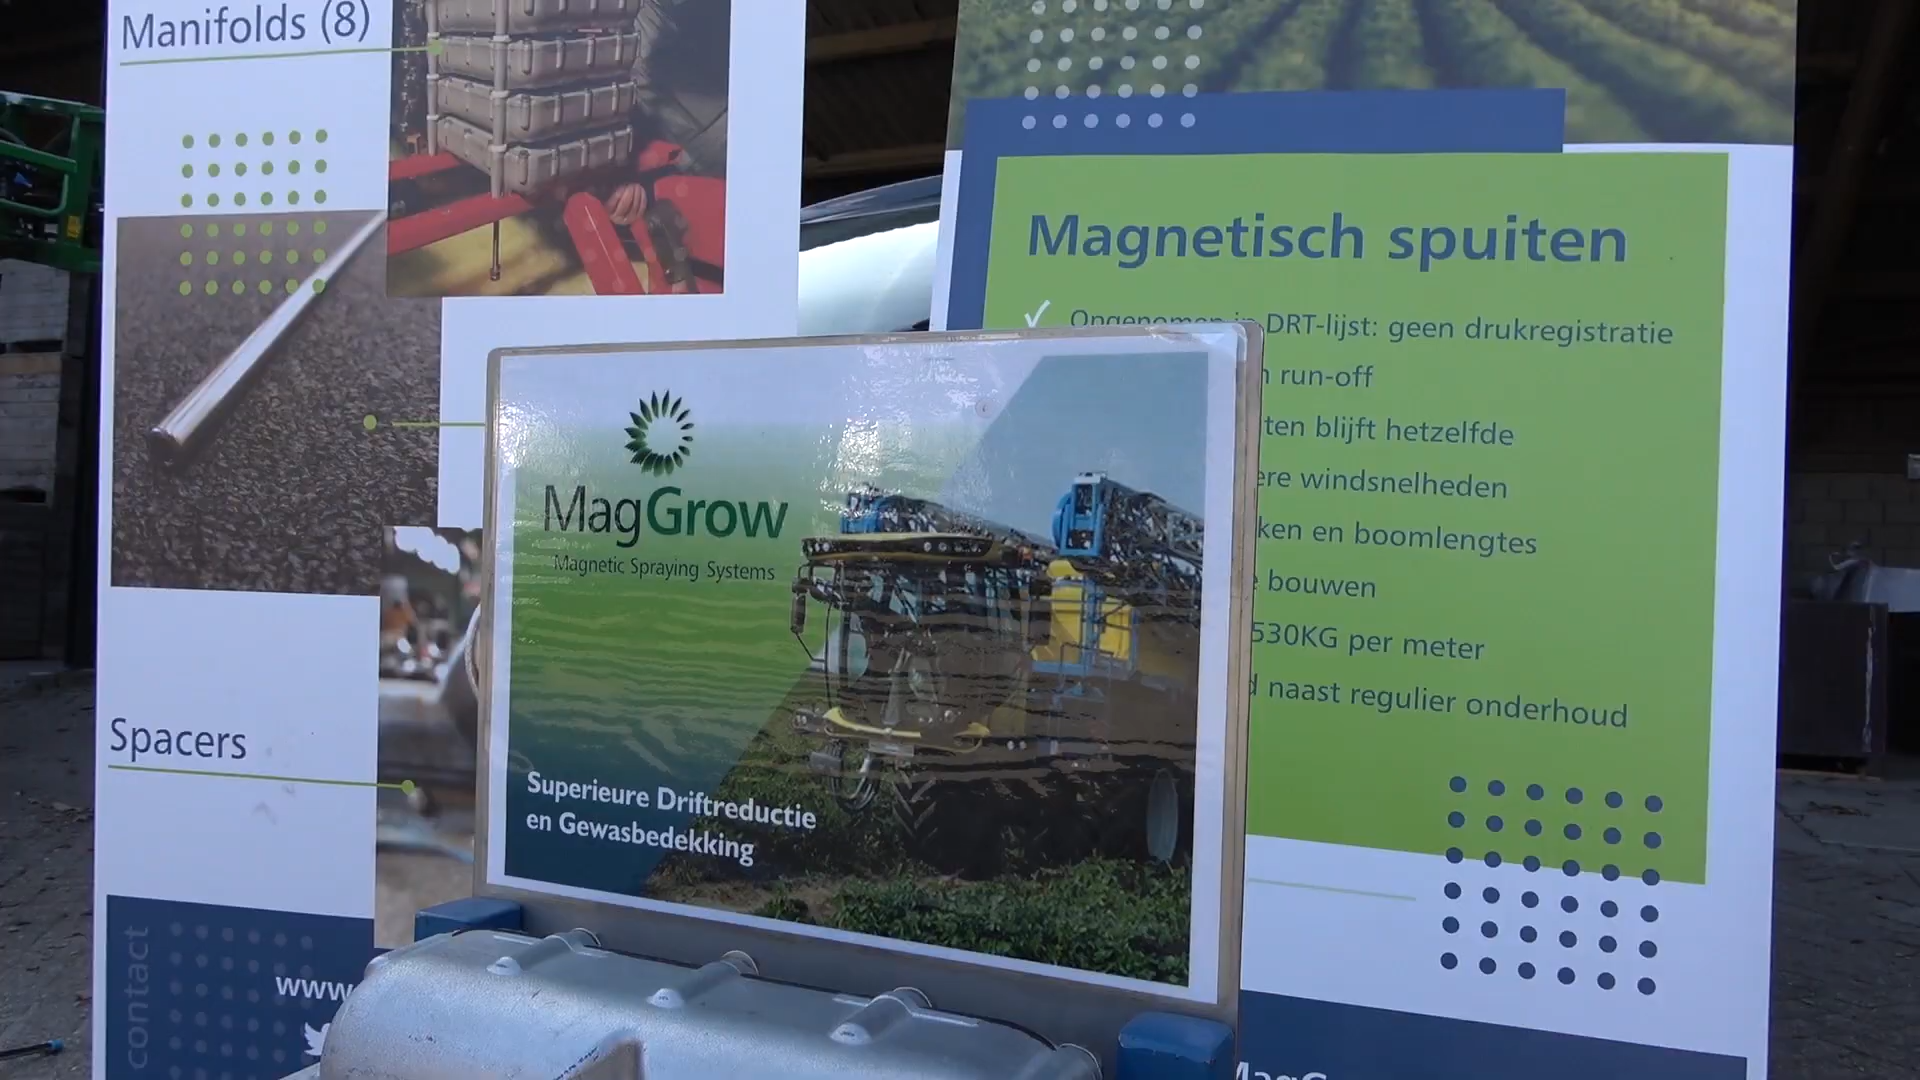 Manifolds (8)
Spacers
contact
www
MagGrow
Magnetic Spraying Systems
Superieure Driftreductie
en Gewasbedekking
Magnetisch spuiten
Opgenomen in DRT-lijst: geen drukregistratie
run-off
ten blijft hetzelfde
ere windsnelheden
ken en boomlengtes
bouwen
530KG per meter
naast regulier onderhoud